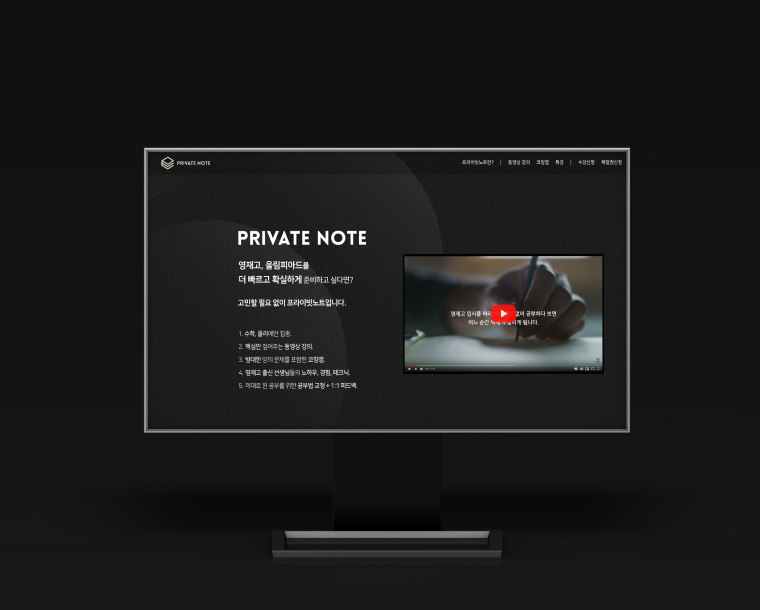 PRIVATE NOTE
프라이빗노트란? | 동영상 강의 코창법 특강 | 수강신청 체험권신청
PRIVATE NOTE
영재고, 올림피아드를
더 빠르고 확실하게 준비하고 싶다면?
고민할 필요 없이 프라이빗노트입니다.
1. 수학, 물리에만 집중.
2. 핵심만 짚어주는 동영상 강의.
3. 방대한 양의 문제를 포함한 코창법.
4. 영재고 출신 선생님들의 노하우, 경험, 테크닉.
5. 제대로 된 공부를 위한 공부법 교정 + 1:1 피드백.
영재고 입시를 없이 공부하다 보면
어느 순간 됩니다.